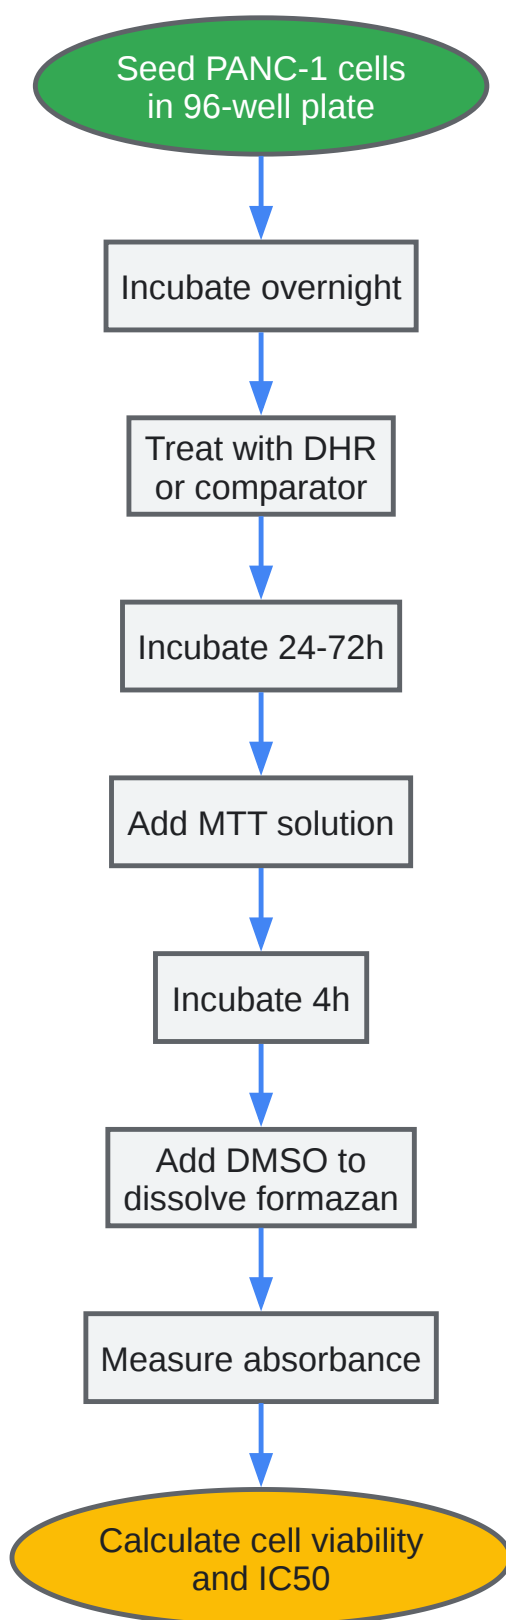 Seed PANC-1 cells
in 96-well plate
Incubate overnight
Treat with DHR
or comparator
Incubate 24-72h
Add MTT solution
Incubate 4h
Add DMSO to
dissolve formazan
Measure absorbance
Calculate cell viability
and IC50